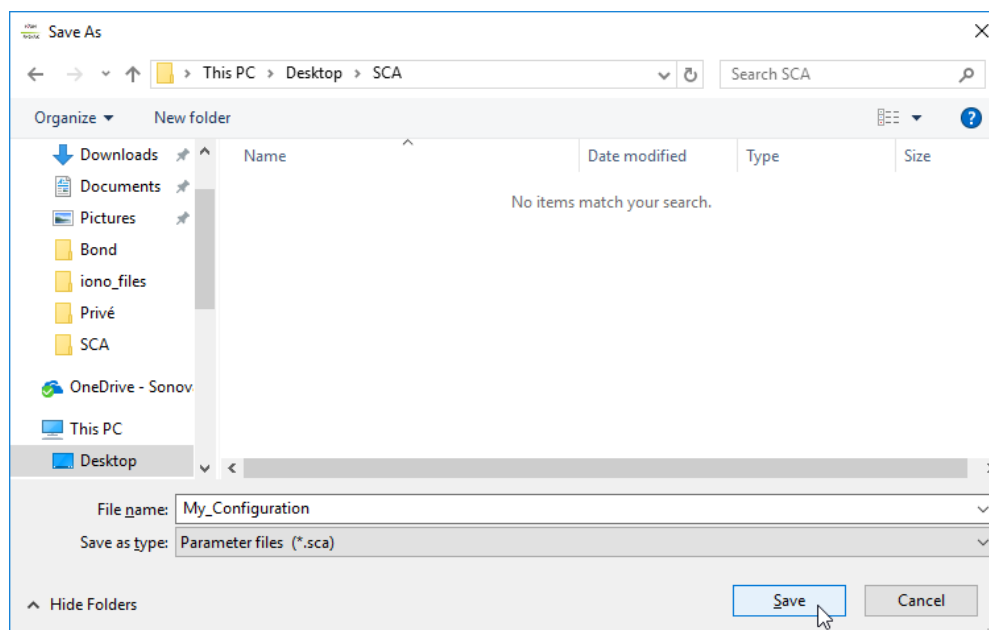 Save As
This PC > Desktop > SCA
Search SCA
Organize
New folder
?
Downloads
Documents
Pictures
Bond
iono_files
Privé
SCA
OneDrive - Sonov
This PC
Desktop
Name Date modified Type Size
No items match your search.
File name: My_Configuration
Save as type: Parameter files (*.sca)
Hide Folders
Save
Cancel